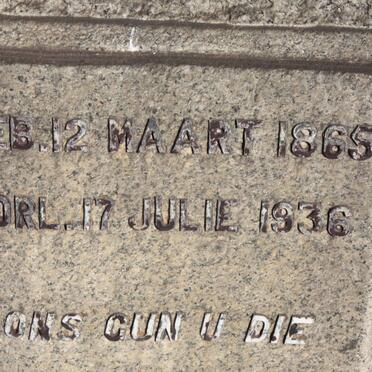 EB. 12 MAART 1865
ORL. 17 JULIE 1936
ONS GUN U DIE